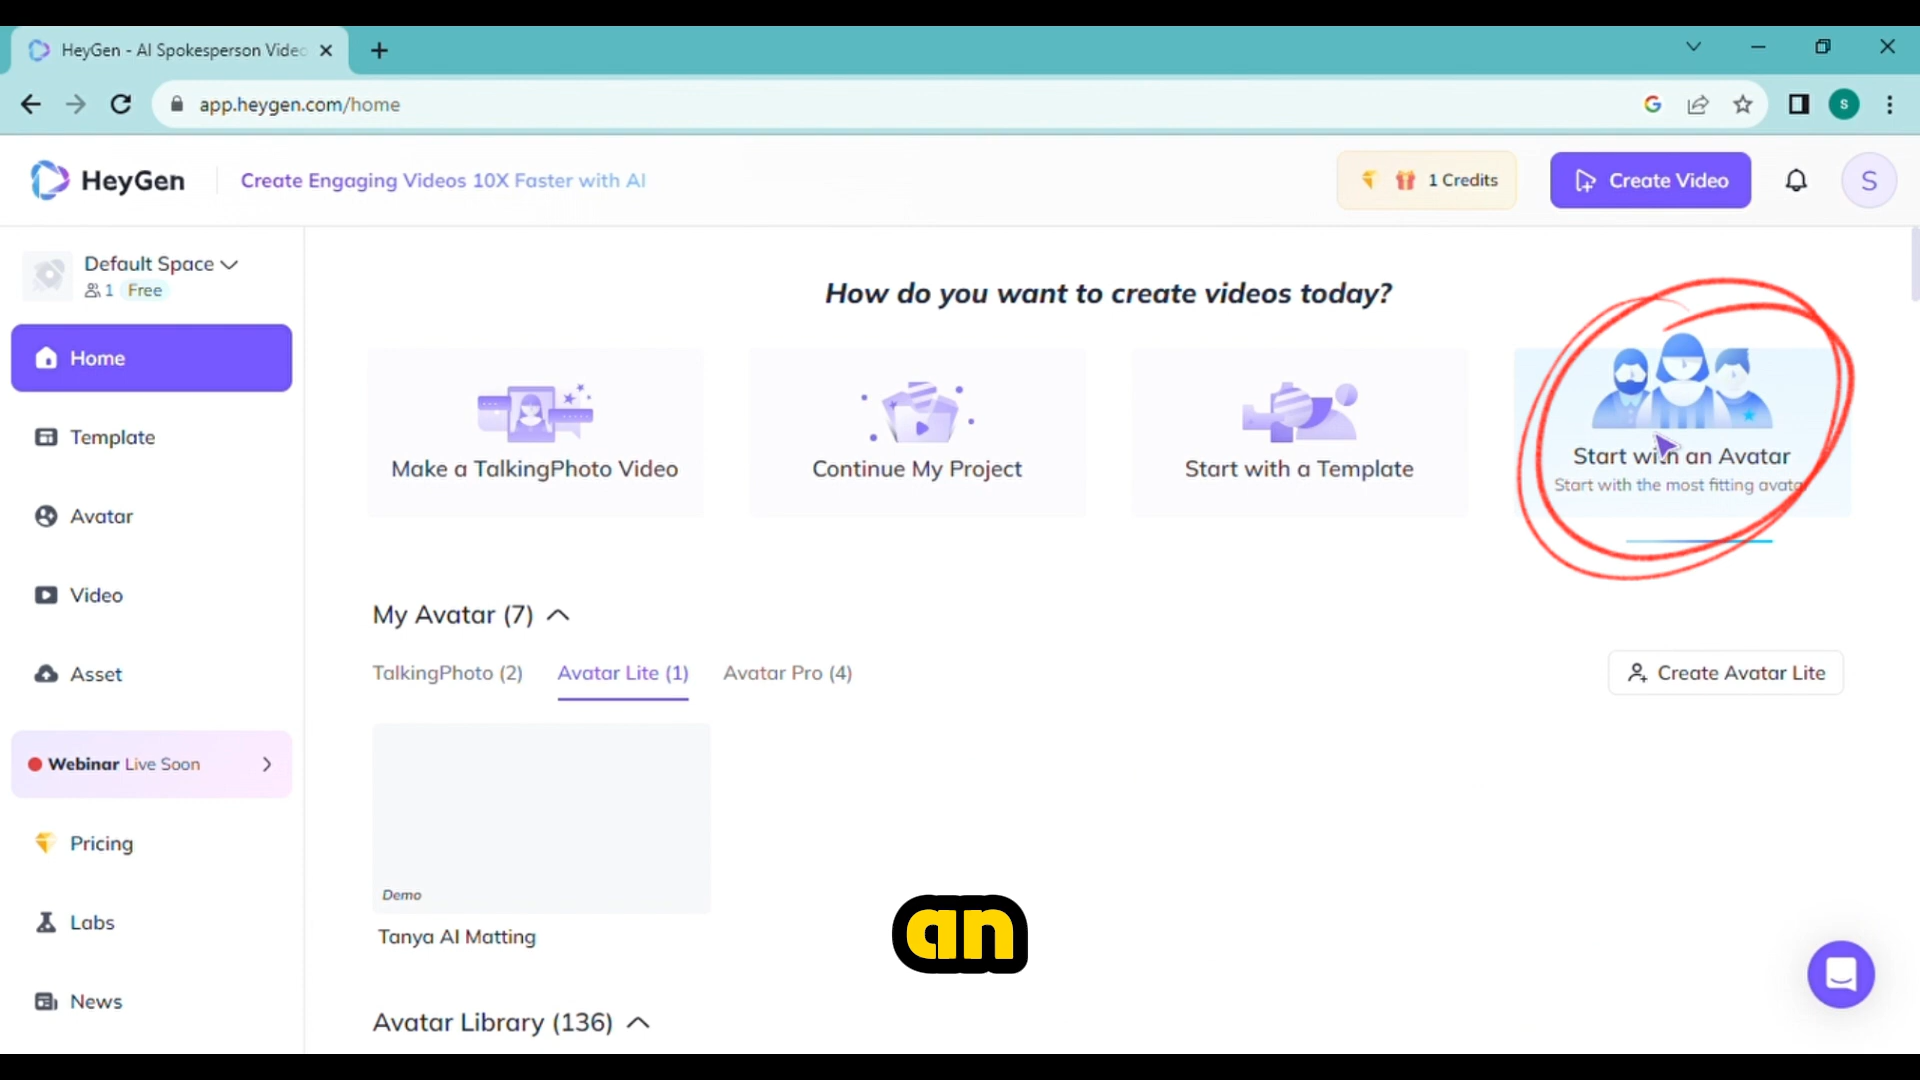 HeyGen - AI Spokesperson Video
app.heygen.com/home
S
HeyGen
Create Engaging Videos 10X Faster with AI
1 Credits
Create Video
S
Default Space
1 Free
How do you want to create videos today?
Home
Template
Avatar
Video
Asset
Webinar Live Soon
Pricing
Labs
News
Make a TalkingPhoto Video
Continue My Project
Start with a Template
Start with an Avatar
Start with the most fitting avata
My Avatar (7)
TalkingPhoto (2)
Avatar Lite (1)
Avatar Pro (4)
Create Avatar Lite
Demo
Tanya AI Matting
an
Avatar Library (136)